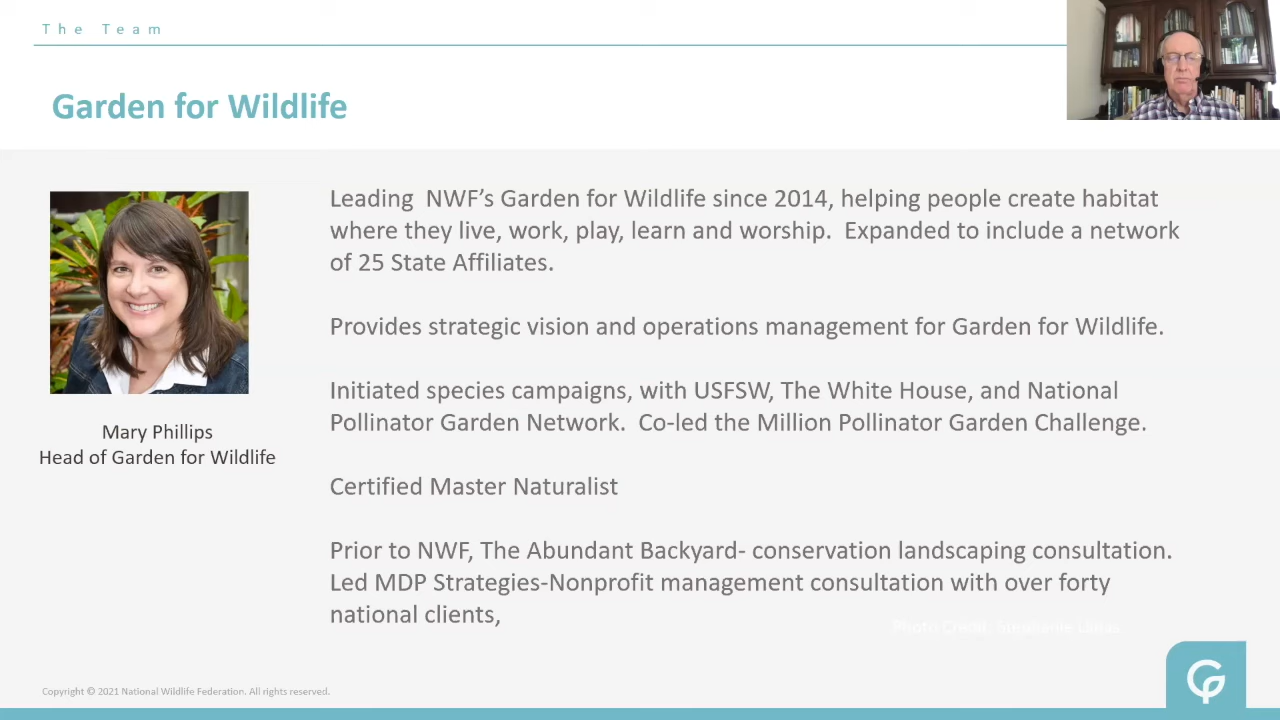 The Team
Garden for Wildlife
Leading NWF's Garden for Wildlife since 2014, helping people create habitat
where they live, work, play, learn and worship. Expanded to include a network
of 25 State Affiliates.
Provides strategic vision and operations management for Garden for Wildlife.
Initiated species campaigns, with USFSW, The White House, and National
Pollinator Garden Network. Co-led the Million Pollinator Garden Challenge.
Certified Master Naturalist
Prior to NWF, The Abundant Backyard- conservation landscaping consultation.
Led MDP Strategies-Nonprofit management consultation with over forty
national clients,
Mary Phillips
Head of Garden for Wildlife
Photo Credit: Stephanie
Copyright © 2021 National Wildlife Federation. All rights reserved.